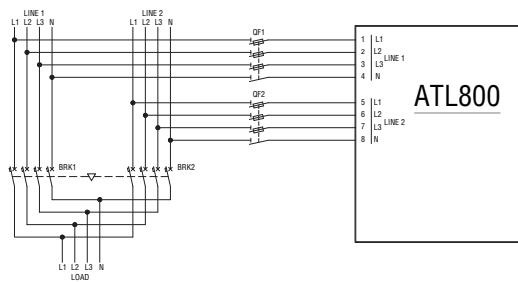 LINE 1
L1 L2 L3 N
LINE 2
L1 L2 L3 N
QF1
1 L1
2 L2
3 L3
4 N
LINE 1
QF2
5 L1
6 L2
7 L3
8 N
LINE 2
ATL800
BRK1
BRK2
L1 L2 L3 N
LOAD